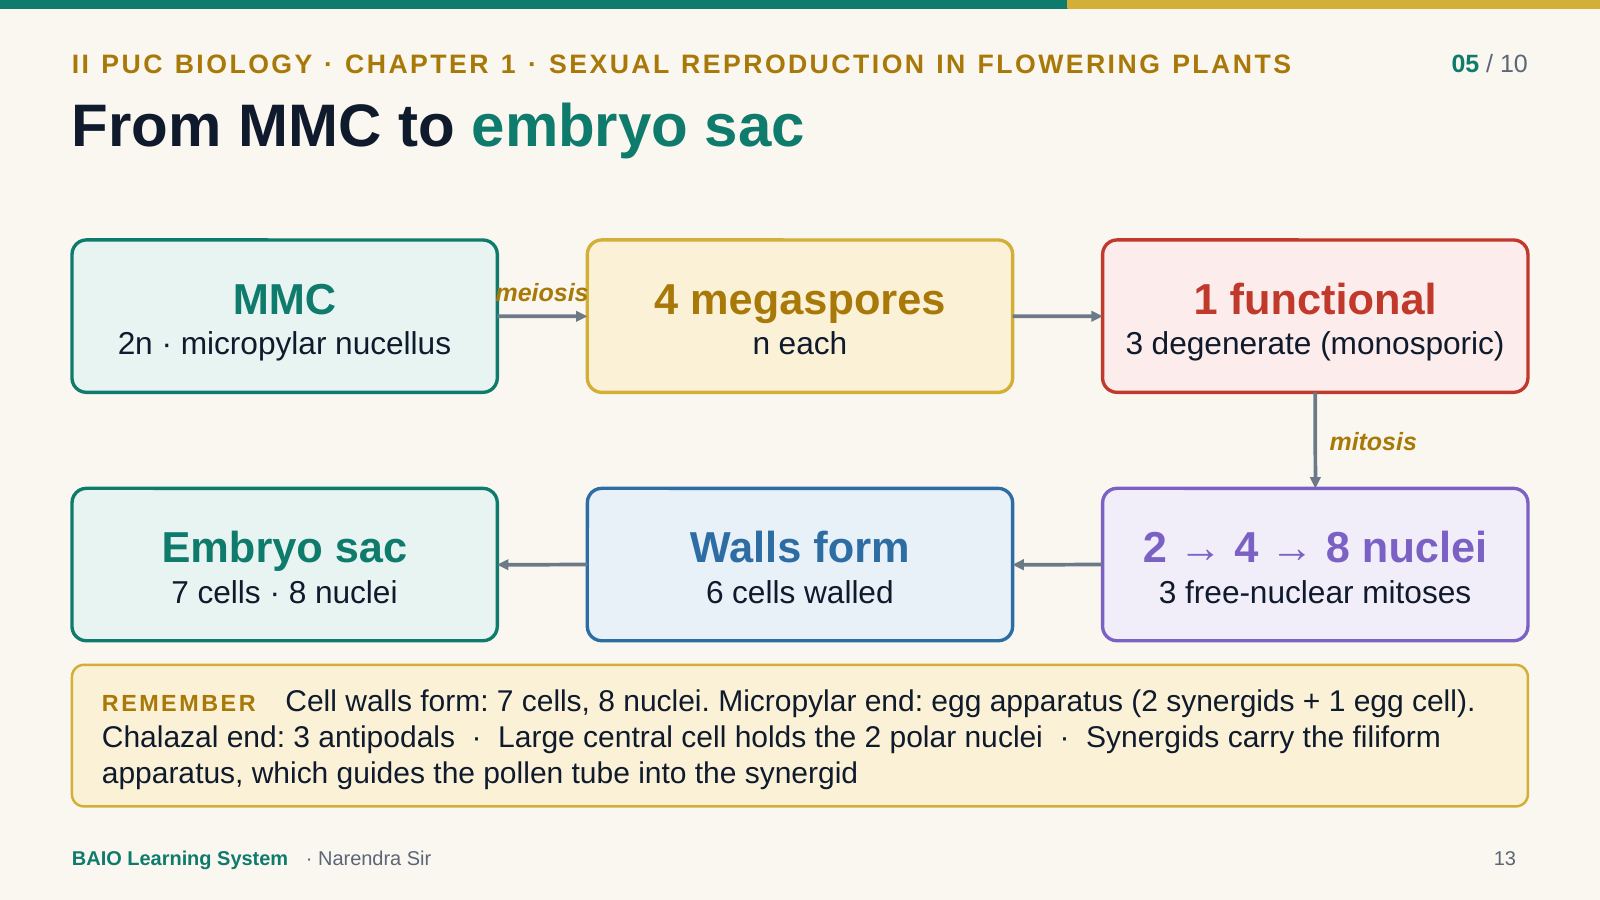 II PUC BIOLOGY · CHAPTER 1 · SEXUAL REPRODUCTION IN FLOWERING PLANTS
05 / 10
From MMC to embryo sac
MMC
2n · micropylar nucellus
meiosis
4 megaspores
n each
1 functional
3 degenerate (monosporic)
mitosis
Embryo sac
7 cells · 8 nuclei
Walls form
6 cells walled
2 → 4 → 8 nuclei
3 free-nuclear mitoses
REMEMBER Cell walls form: 7 cells, 8 nuclei. Micropylar end: egg apparatus (2 synergids + 1 egg cell).
Chalazal end: 3 antipodals · Large central cell holds the 2 polar nuclei · Synergids carry the filiform
apparatus, which guides the pollen tube into the synergid
BAIO Learning System · Narendra Sir
13